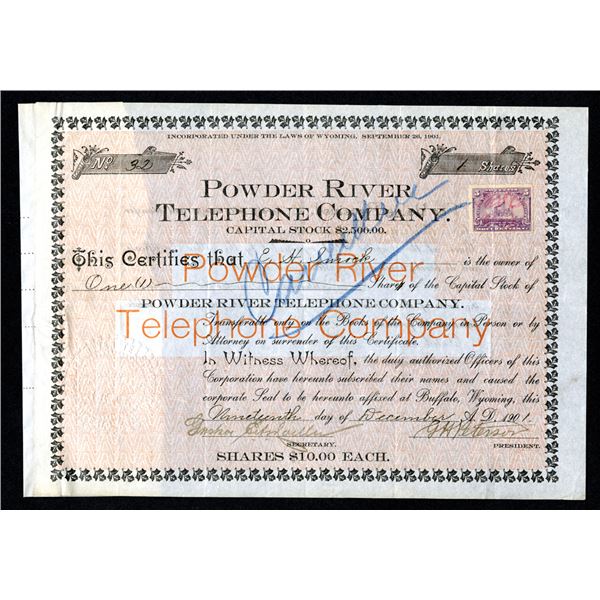 INCORPORATED UNDER THE LAWS OF WYOMING, SEPTEMBER 26, 1901.
No. 32
1 Shares
POWDER RIVER
TELEPHONE COMPANY.
CAPITAL STOCK $2,500.00.
This Certifies that E. N. is the owner of
One (1) Share of the Capital Stock of
POWDER RIVER TELEPHONE COMPANY.
Powder River
Telephone Company
Transferable only on the Books of the Company in Person or by
Attorney on surrender of this Certificate.
In Witness Whereof, the duty authorized Officers of this
Corporation have hereunto subscribed their names and caused the
corporate Seal to be hereunto affixed at Buffalo, Wyoming, this
day of December A. D. 1901.
SECRETARY.
PRESIDENT.
SHARES $10.00 EACH.